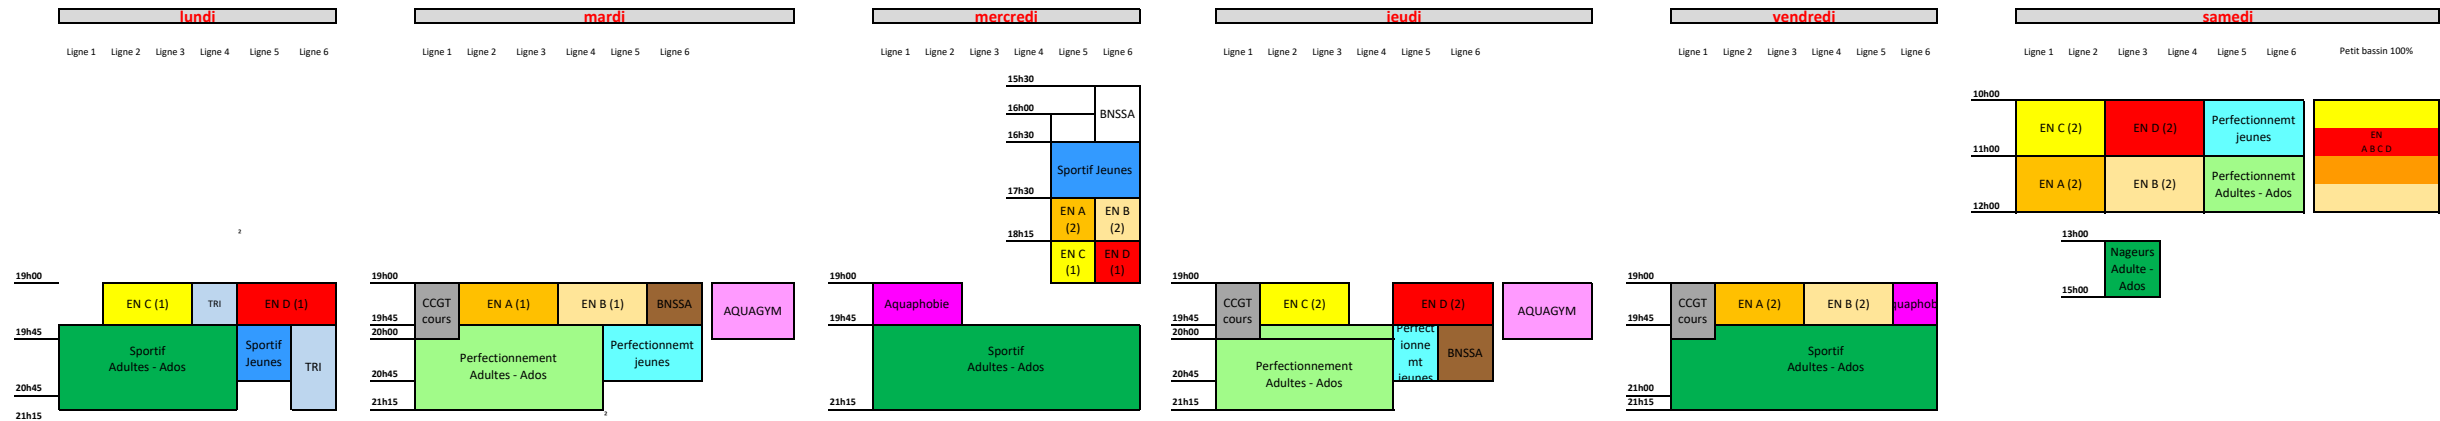 lundi
Ligne 1 Ligne 2 Ligne 3 Ligne 4 Ligne 5 Ligne 6
2
19h00
EN C (1) TRI EN D (1)
19h45
Sportif
Adultes - Ados
Sportif
Jeunes
TRI
20h45
21h15
mardi
Ligne 1 Ligne 2 Ligne 3 Ligne 4 Ligne 5 Ligne 6
19h00
CCGT
cours
EN A (1) EN B (1) BNSSA
AQUAGYM
19h45
20h00
Perfectionnement
Adultes - Ados
Perfectionnemt
jeunes
20h45
21h15
2
mercredi
Ligne 1 Ligne 2 Ligne 3 Ligne 4 Ligne 5 Ligne 6
15h30
BNSSA
16h00
16h30
Sportif Jeunes
17h30
EN A
(2)
EN B
(2)
18h15
EN C
(1)
EN D
(1)
19h00
Aquaphobie
19h45
Sportif
Adultes - Ados
21h15
jeudi
Ligne 1 Ligne 2 Ligne 3 Ligne 4 Ligne 5 Ligne 6
19h00
CCGT
cours
EN C (2) EN D (2)
AQUAGYM
19h45
20h00
Perfectionnement
Adultes - Ados
Perfect
ionne
mt
jeunes
BNSSA
20h45
21h15
vendredi
Ligne 1 Ligne 2 Ligne 3 Ligne 4 Ligne 5 Ligne 6
19h00
CCGT
cours
EN A (2) EN B (2)
19h45
Sportif
Adultes - Ados
21h00
21h15
samedi
Ligne 1 Ligne 2 Ligne 3 Ligne 4 Ligne 5 Ligne 6 Petit bassin 100%
10h00
EN C (2) EN D (2)
Perfectionnemt
jeunes
EN
A B C D
11h00
EN A (2) EN B (2)
Perfectionnemt
Adultes - Ados
12h00
13h00
Nageurs
Adulte -
Ados
15h00